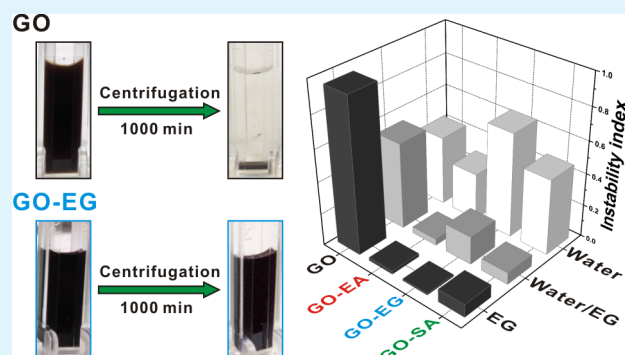 GO
Centrifugation
1000 min
GO-EG
Centrifugation
1000 min
1.0
0.8
0.6
0.4
0.2
0.0
Instability index
GO
GO-EA
GO-EG
GO-SA
Water
Water/EG
EG